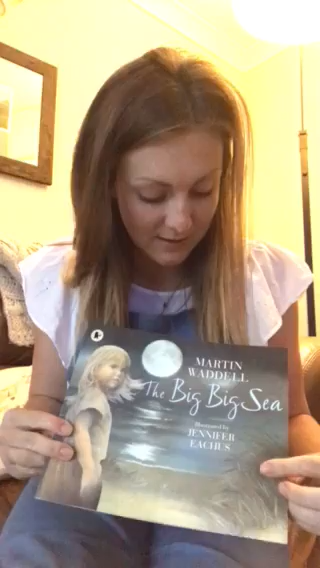 MARTIN
WADDELL
The Big Big Sea
Illustrated by
JENNIFER
EACHUS